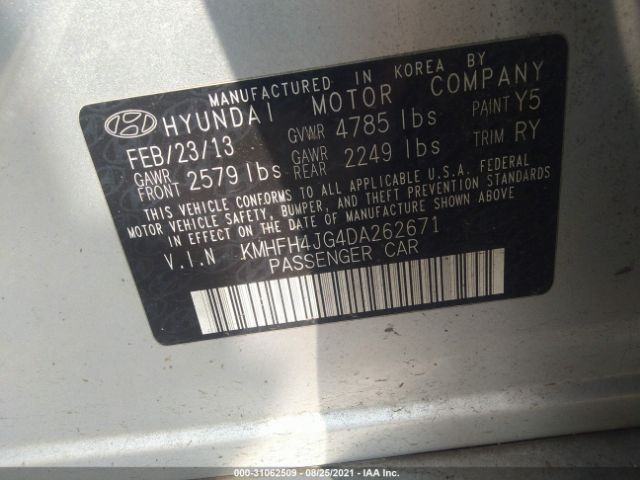 MANUFACTURED IN KOREA BY
HYUNDAI MOTOR COMPANY
FEB/23/13 GVWR 4785 lbs PAINT Y5
GAWR FRONT 2579 lbs GAWR REAR 2249 lbs TRIM RY
THIS VEHICLE CONFORMS TO ALL APPLICABLE U.S.A. FEDERAL
MOTOR VEHICLE SAFETY, BUMPER, AND THEFT PREVENTION STANDARDS
IN EFFECT ON THE DATE OF MANUFACTURE SHOWN ABOVE.
V.I.N KMHFH4JG4DA262671
PASSENGER CAR
000-31062509 - 08/25/2021 - IAA Inc.